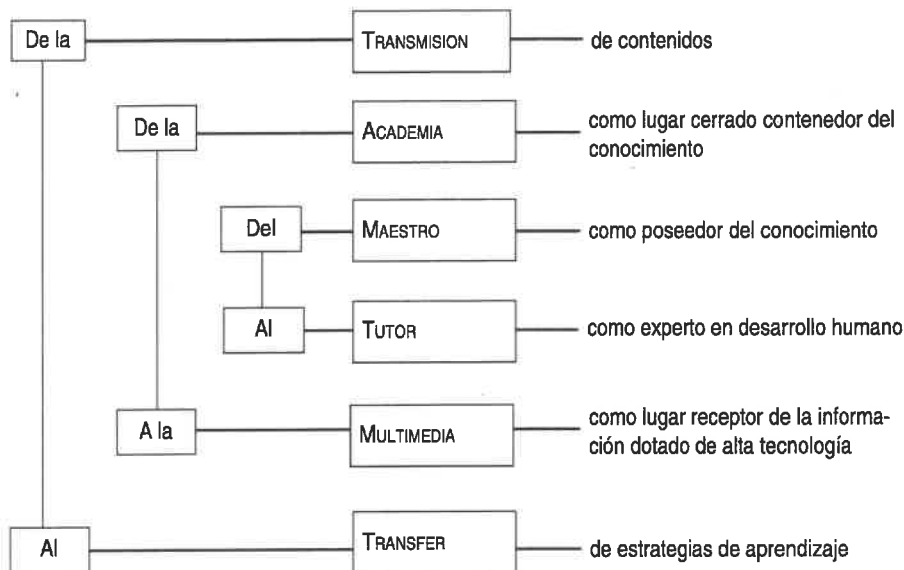 De la TRANSMISION de contenidos
De la ACADEMIA como lugar cerrado contenedor del
conocimiento
Del MAESTRO como poseedor del conocimiento
Al TUTOR como experto en desarrollo humano
A la MULTIMEDIA como lugar receptor de la informa-
ción dotado de alta tecnología
Al TRANSFER de estrategias de aprendizaje